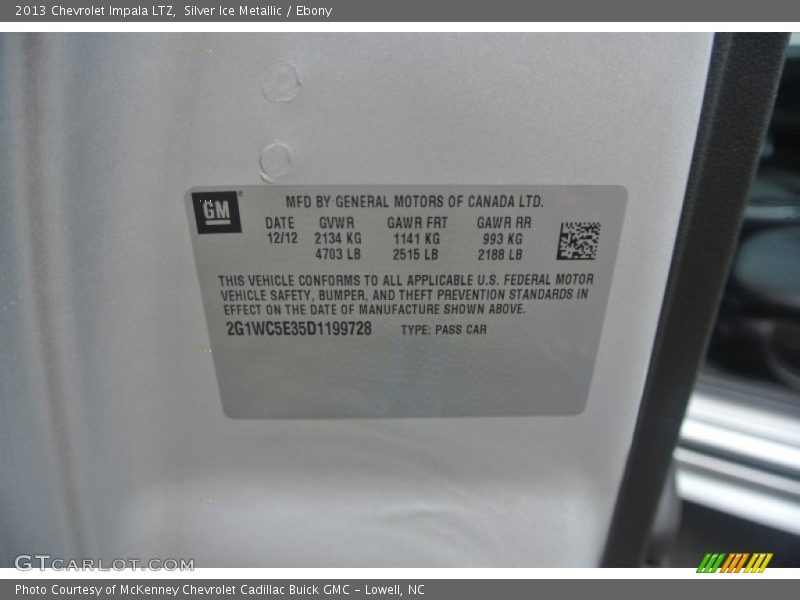 2013 Chevrolet Impala LTZ, Silver Ice Metallic / Ebony
GM
MFD BY GENERAL MOTORS OF CANADA LTD.
DATE GVWR GAWR FRT GAWR RR
12/12 2134 KG 1141 KG 993 KG
4703 LB 2515 LB 2188 LB
THIS VEHICLE CONFORMS TO ALL APPLICABLE U.S. FEDERAL MOTOR
VEHICLE SAFETY, BUMPER, AND THEFT PREVENTION STANDARDS IN
EFFECT ON THE DATE OF MANUFACTURE SHOWN ABOVE.
2G1WC5E35D1199728 TYPE: PASS CAR
GTCARLOT.COM
Photo Courtesy of McKenney Chevrolet Cadillac Buick GMC - Lowell, NC